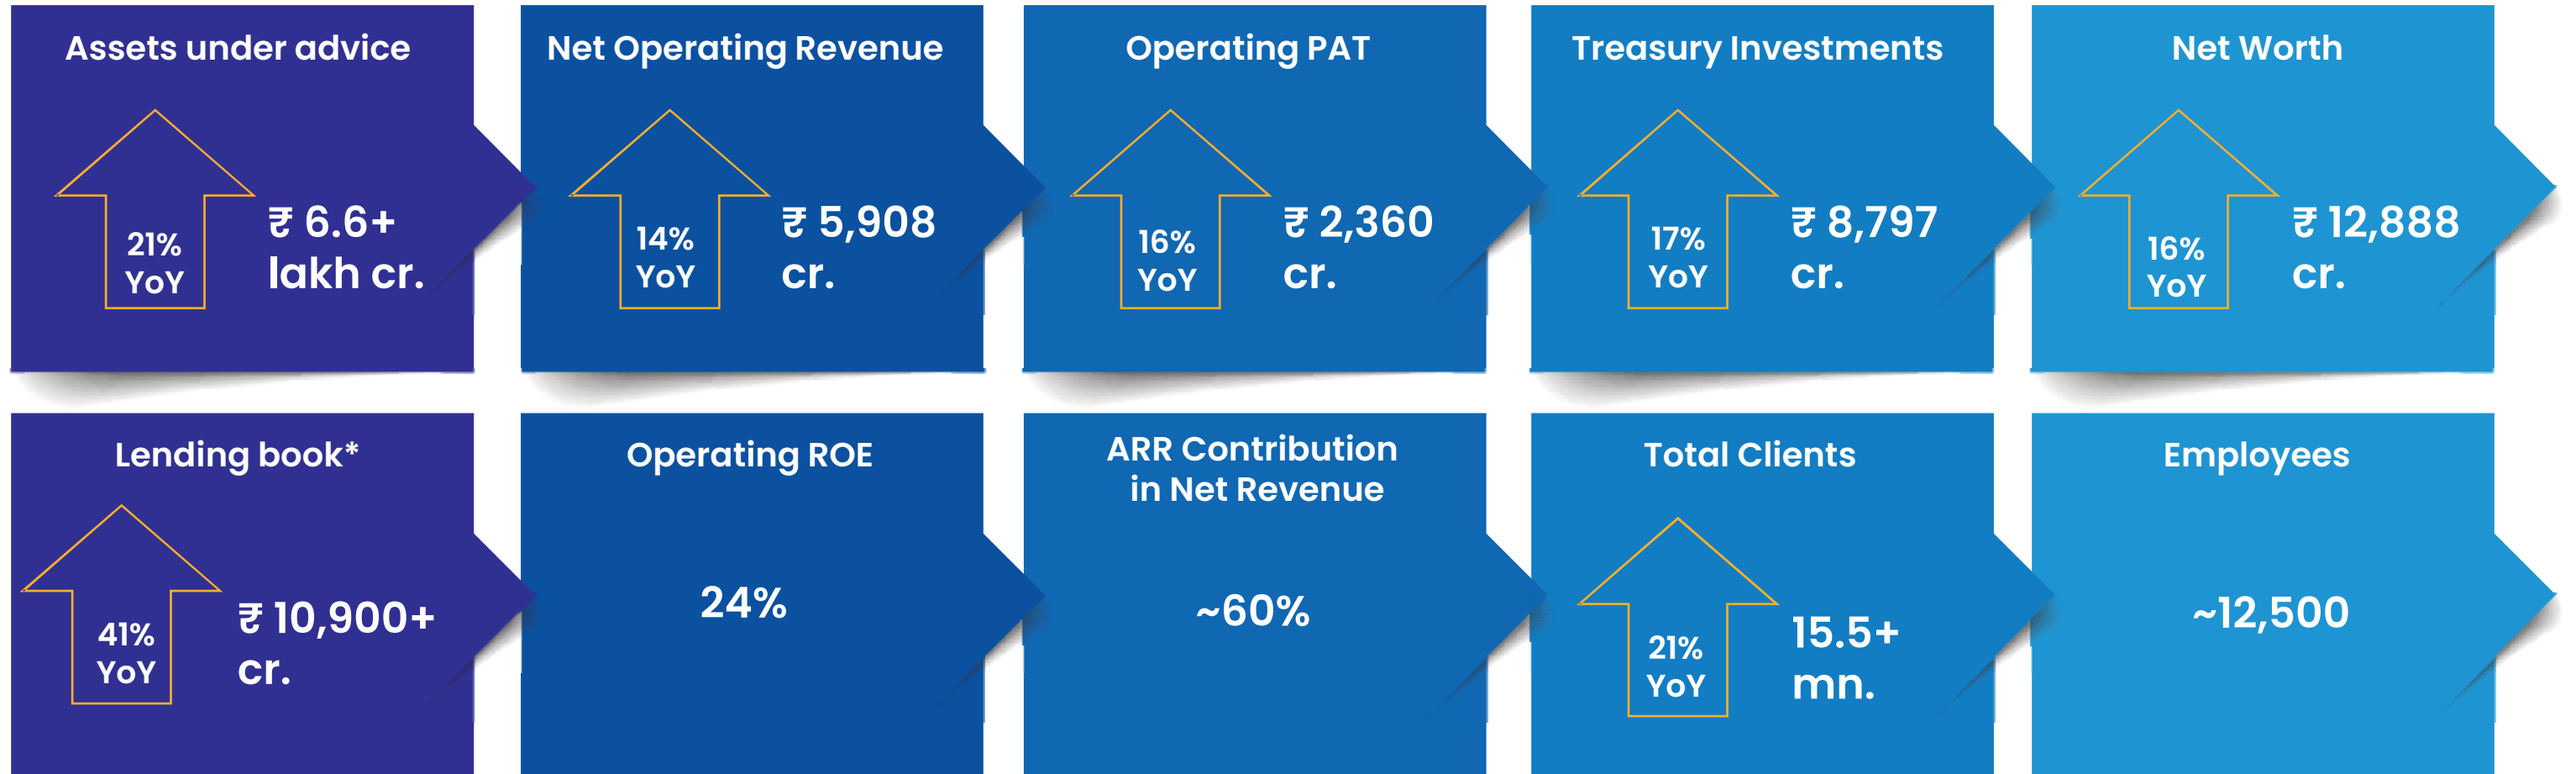 Assets under advice
21%
YoY
₹ 6.6+
lakh cr.
Net Operating Revenue
14%
YoY
₹ 5,908
cr.
Operating PAT
16%
YoY
₹ 2,360
cr.
Treasury Investments
17%
YoY
₹ 8,797
cr.
Net Worth
16%
YoY
₹ 12,888
cr.
Lending book*
41%
YoY
₹ 10,900+
cr.
Operating ROE
24%
ARR Contribution
in Net Revenue
~60%
Total Clients
21%
YoY
15.5+
mn.
Employees
~12,500